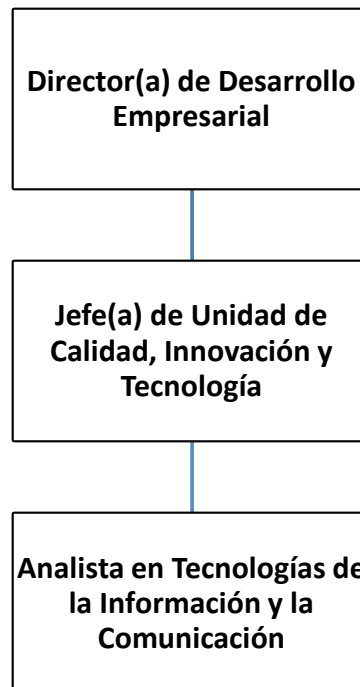 Director(a) de Desarrollo
Empresarial
Jefe(a) de Unidad de
Calidad, Innovación y
Tecnología
Analista en Tecnologías de
la Información y la
Comunicación